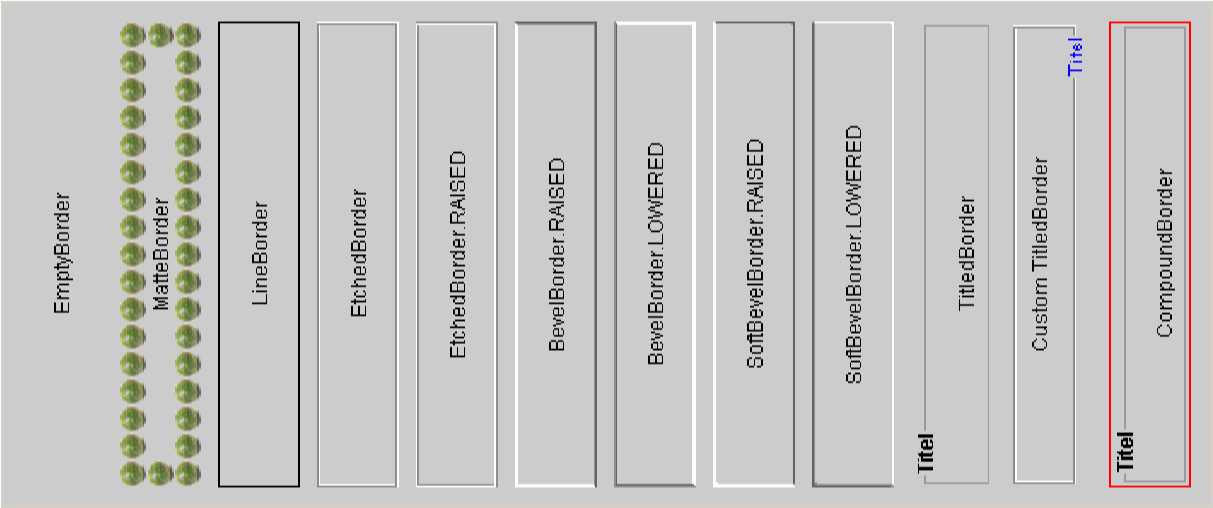 EmptyBorder
MatteBorder
LineBorder
EtchedBorder
EtchedBorder.RAISED
BevelBorder.RAISED
BevelBorder.LOWERED
SoftBevelBorder.RAISED
SoftBevelBorder.LOWERED
Titel
TitledBorder
Custom TitledBorder
Titel
Titel
CompoundBorder